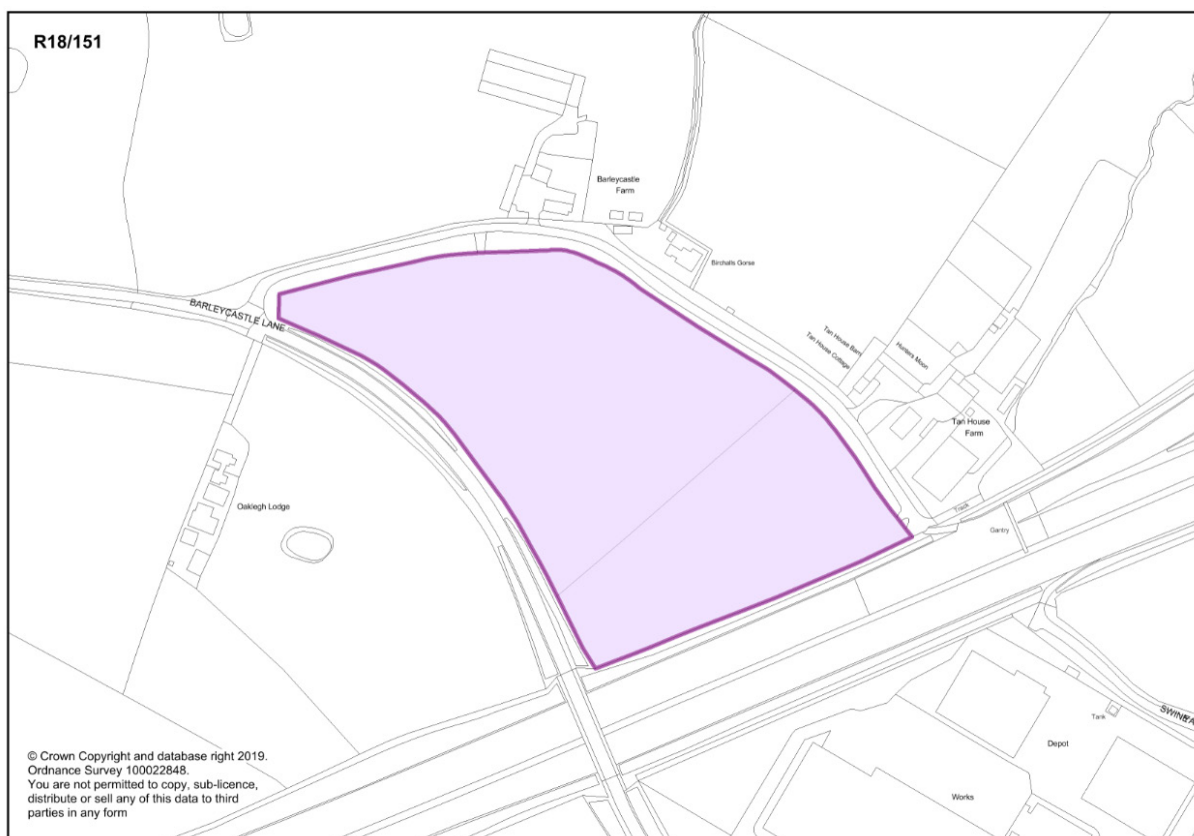 R18/151
Barleycastle
Farm
Birchalls Gorse
BARLEYCASTLE LANE
Tan House Barn
Tan House Cottage
Hunters Moon
Tan House
Farm
Oaklegh Lodge
Track
Gantry
SWINEA
Tank
Depot
Works
© Crown Copyright and database right 2019.
Ordnance Survey 100022848.
You are not permitted to copy, sub-licence,
distribute or sell any of this data to third
parties in any form